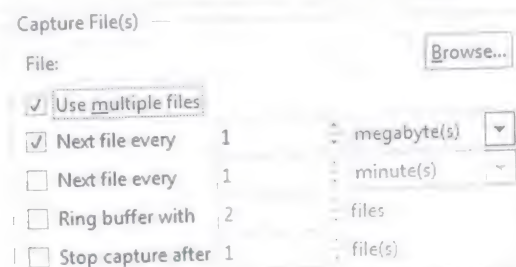 Capture File(s)
File:
Browse...
Use multiple files
Next file every 1 megabyte(s)
Next file every 1 minute(s)
Ring buffer with 2 files
Stop capture after 1 file(s)